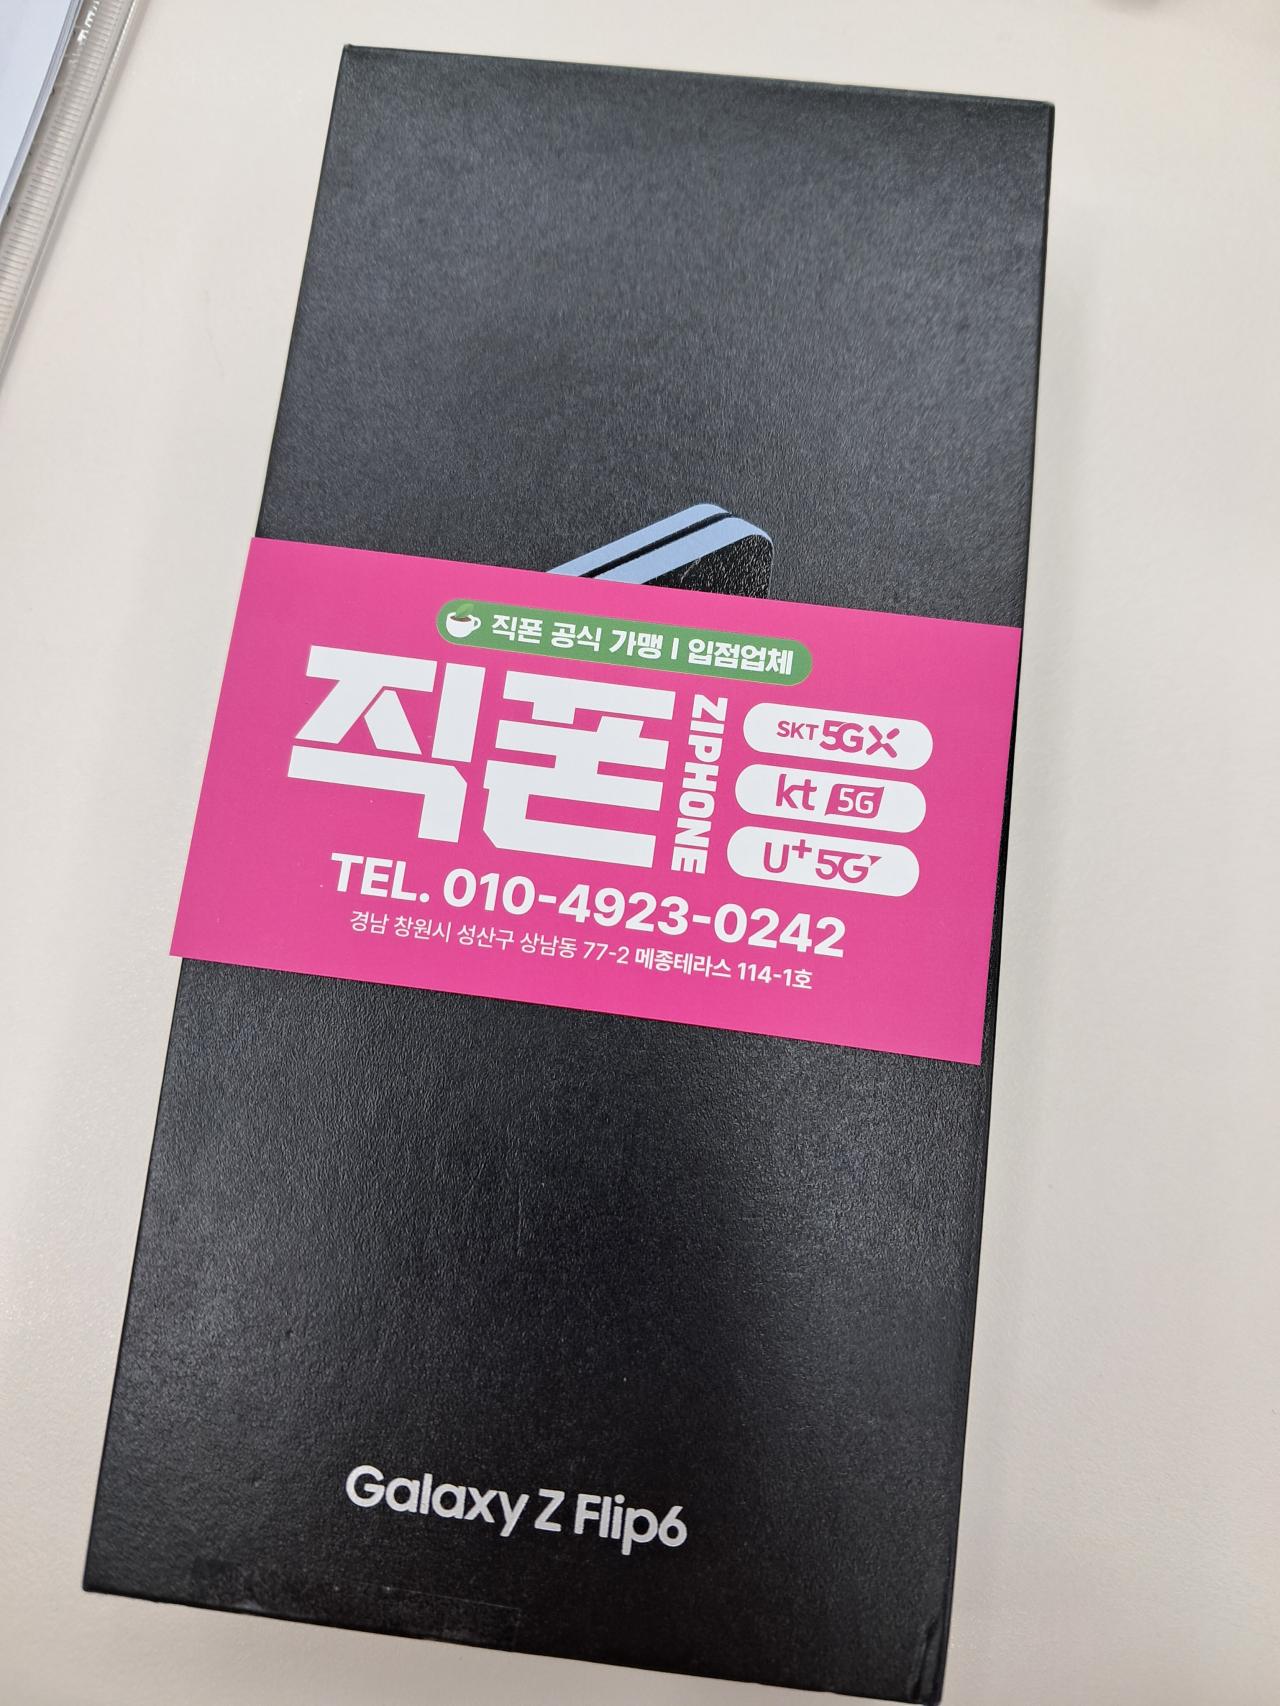 직폰 공식 가맹 | 입점업체
직폰
ZIPHONE
SKT 5GX
kt 5G
U+5G
TEL. 010-4923-0242
경남 창원시 성산구 상남동 77-2 메종테라스 114-1호
Galaxy Z Flip6